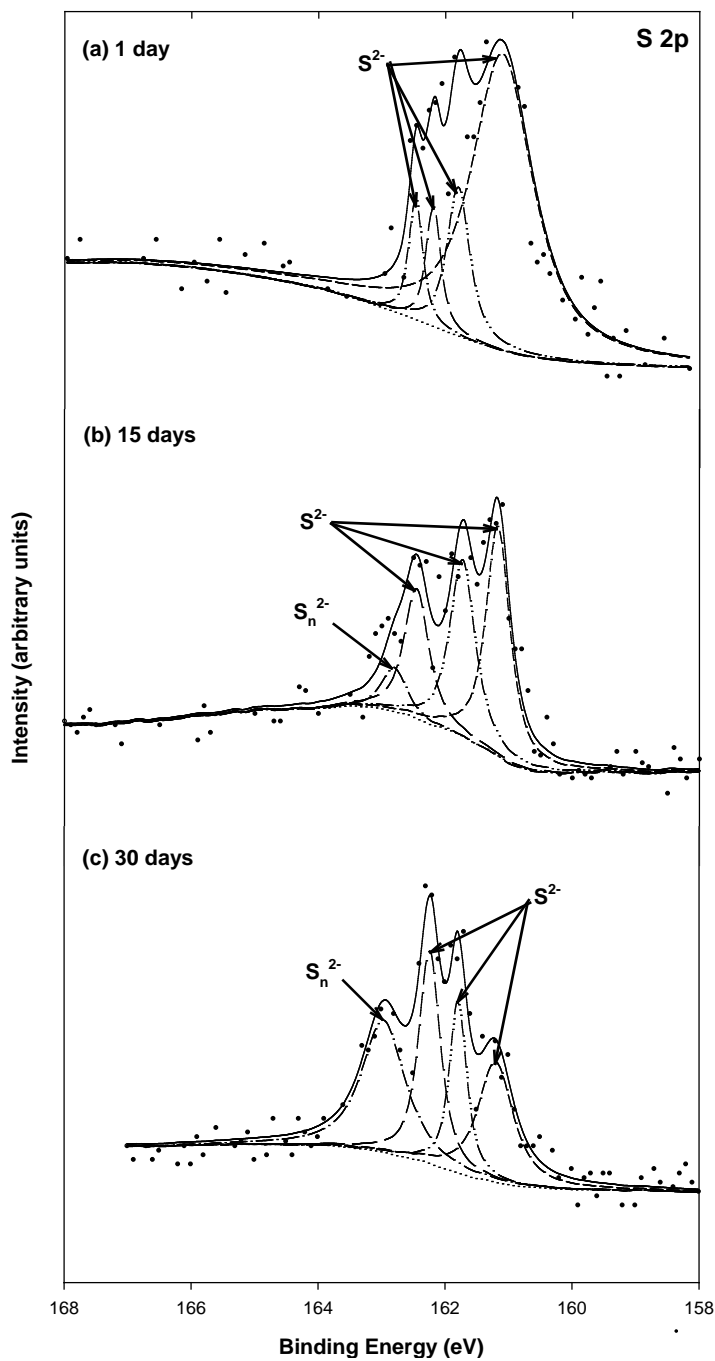 (a) 1 day
S 2p
S²⁻
(b) 15 days
S²⁻
Sₙ²⁻
Intensity (arbitrary units)
(c) 30 days
S²⁻
Sₙ²⁻
168 166 164 162 160 158
Binding Energy (eV)